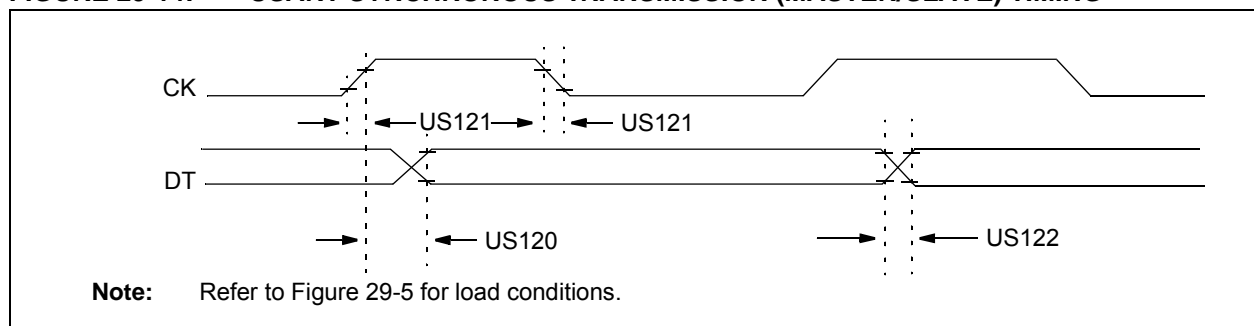 CK
US121 US121
DT
US120 US122
Note: Refer to Figure 29-5 for load conditions.